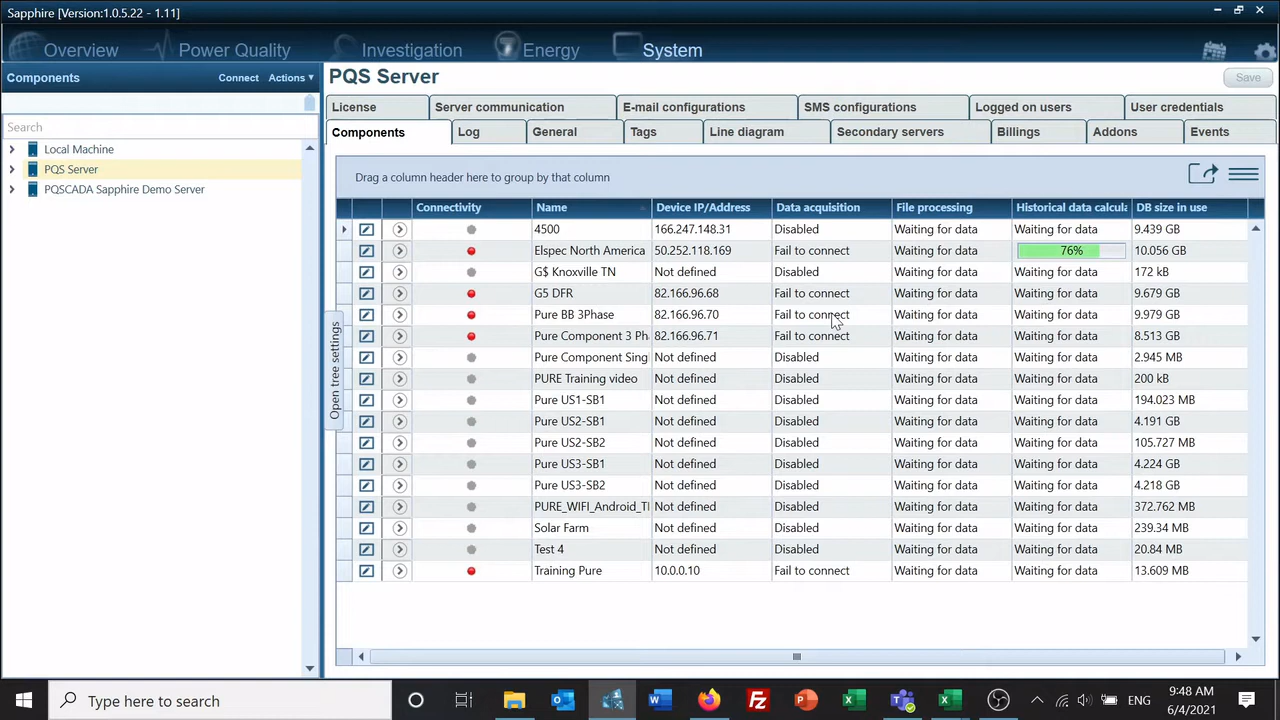 Sapphire [Version:1.0.5.22 - 1.11]
Overview Power Quality Investigation Energy System
Components Connect Actions
Search
Local Machine
PQS Server
PQSCADA Sapphire Demo Server
Open tree settings
PQS Server Save
License Server communication E-mail configurations SMS configurations Logged on users User credentials
Components Log General Tags Line diagram Secondary servers Billings Addons Events
Drag a column header here to group by that column
Connectivity Name Device IP/Address Data acquisition File processing Historical data calcula DB size in use
4500 166.247.148.31 Disabled Waiting for data Waiting for data 9.439 GB
Elspec North America 50.252.118.169 Fail to connect Waiting for data 76% 10.056 GB
G$ Knoxville TN Not defined Disabled Waiting for data Waiting for data 172 kB
G5 DFR 82.166.96.68 Fail to connect Waiting for data Waiting for data 9.679 GB
Pure BB 3Phase 82.166.96.70 Fail to connect Waiting for data Waiting for data 9.979 GB
Pure Component 3 Ph 82.166.96.71 Fail to connect Waiting for data Waiting for data 8.513 GB
Pure Component Sing Not defined Disabled Waiting for data Waiting for data 2.945 MB
PURE Training video Not defined Disabled Waiting for data Waiting for data 200 kB
Pure US1-SB1 Not defined Disabled Waiting for data Waiting for data 194.023 MB
Pure US2-SB1 Not defined Disabled Waiting for data Waiting for data 4.191 GB
Pure US2-SB2 Not defined Disabled Waiting for data Waiting for data 105.727 MB
Pure US3-SB1 Not defined Disabled Waiting for data Waiting for data 4.224 GB
Pure US3-SB2 Not defined Disabled Waiting for data Waiting for data 4.218 GB
PURE_WIFI_Android_T Not defined Disabled Waiting for data Waiting for data 372.762 MB
Solar Farm Not defined Disabled Waiting for data Waiting for data 239.34 MB
Test 4 Not defined Disabled Waiting for data Waiting for data 20.84 MB
Training Pure 10.0.0.10 Fail to connect Waiting for data Waiting for data 13.609 MB
Type here to search
ENG
9:48 AM
6/4/2021